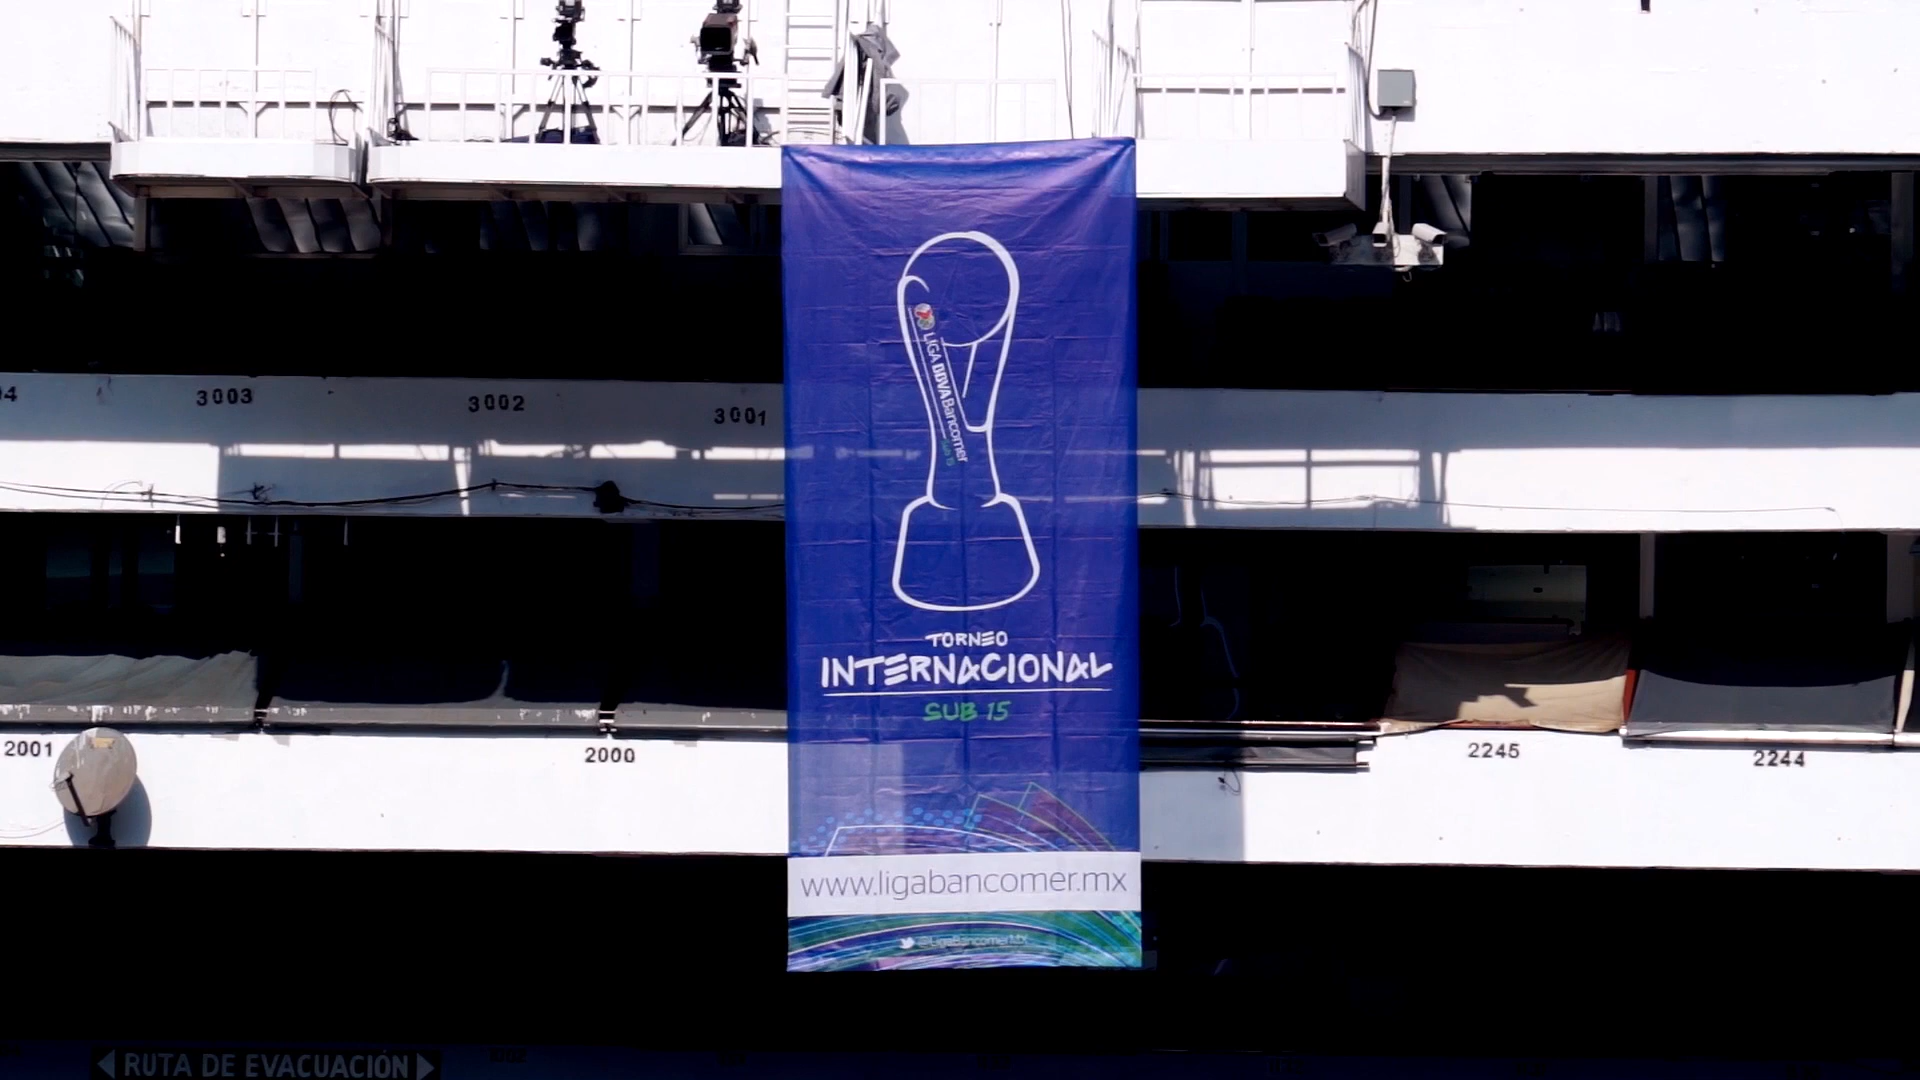 3003
3002
3001
LIGA BBVA Bancomer
Sub 15
TORNEO
INTERNACIONAL
SUB 15
2001
2000
2245
2244
www.ligabancomer.mx
@LigaBancomerMX
RUTA DE EVACUACIÓN